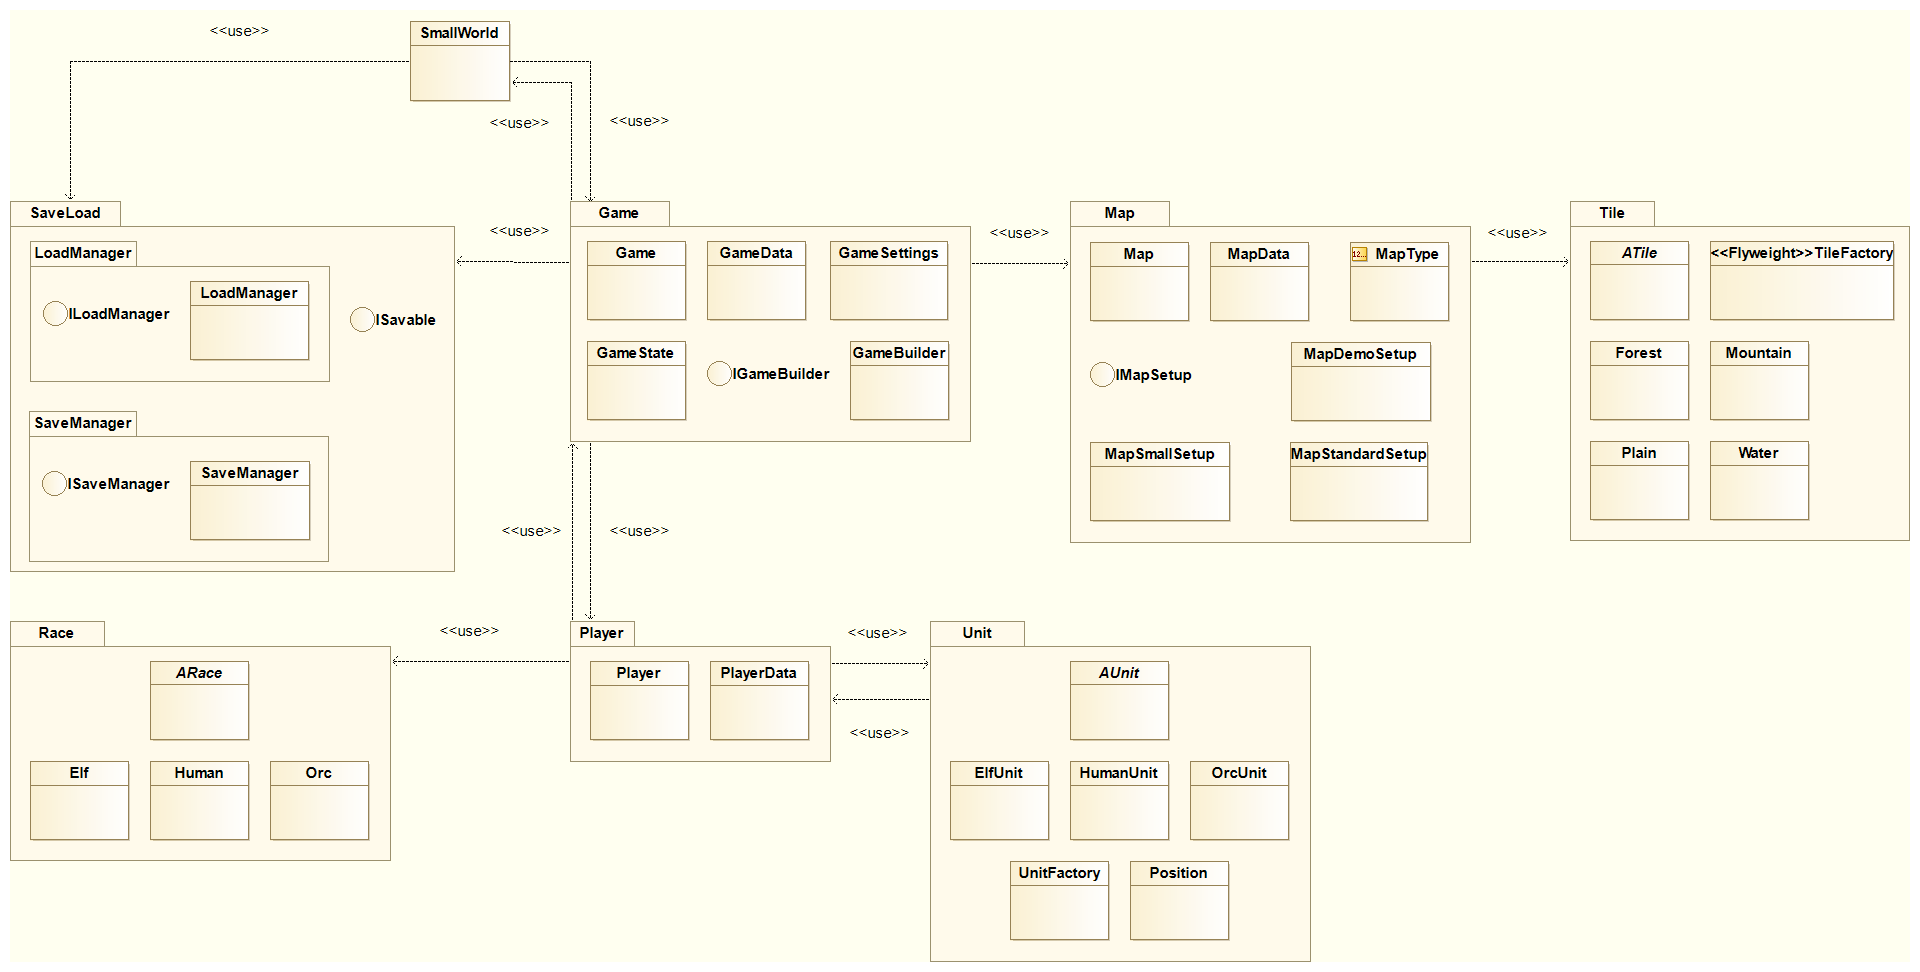 <<use>>
SmallWorld
<<use>>
<<use>>
SaveLoad
LoadManager
ILoadManager
LoadManager
ISavable
SaveManager
ISaveManager
SaveManager
<<use>>
Game
Game
GameData
GameSettings
GameState
IGameBuilder
GameBuilder
<<use>>
Map
Map
MapData
12...
MapType
IMapSetup
MapDemoSetup
MapSmallSetup
MapStandardSetup
<<use>>
Tile
ATile
<<Flyweight>>TileFactory
Forest
Mountain
Plain
Water
<<use>>
<<use>>
Race
ARace
Elf
Human
Orc
<<use>>
Player
Player
PlayerData
<<use>>
<<use>>
Unit
AUnit
ElfUnit
HumanUnit
OrcUnit
UnitFactory
Position